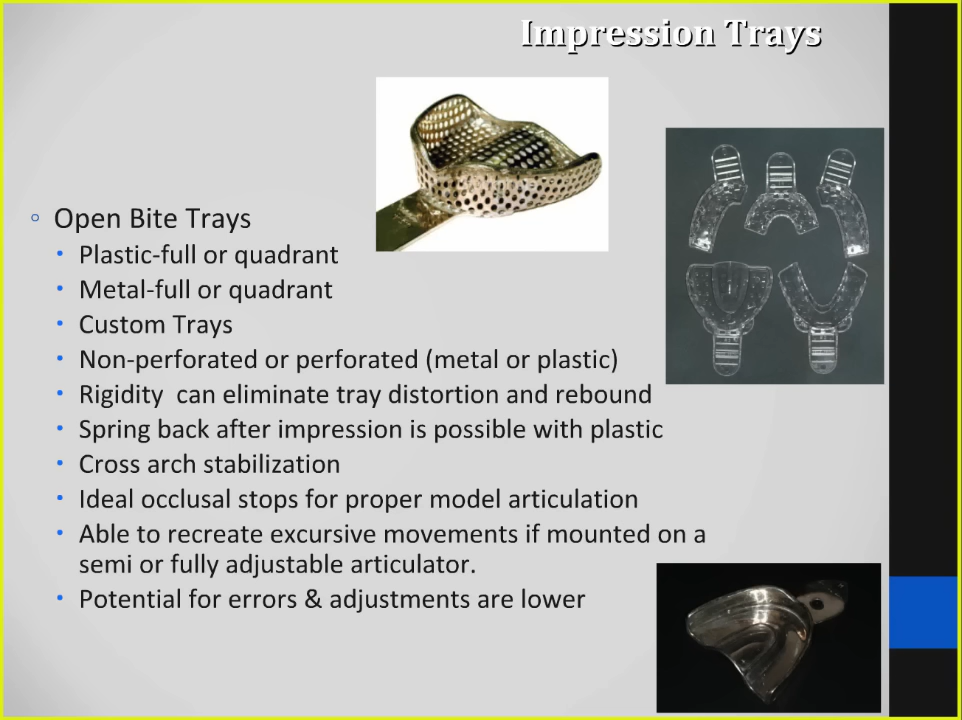 Impression Trays
Open Bite Trays
Plastic-full or quadrant
Metal-full or quadrant
Custom Trays
Non-perforated or perforated (metal or plastic)
Rigidity  can eliminate tray distortion and rebound
Spring back after impression is possible with plastic
Cross arch stabilization
Ideal occlusal stops for proper model articulation
Able to recreate excursive movements if mounted on a
semi or fully adjustable articulator.
Potential for errors & adjustments are lower